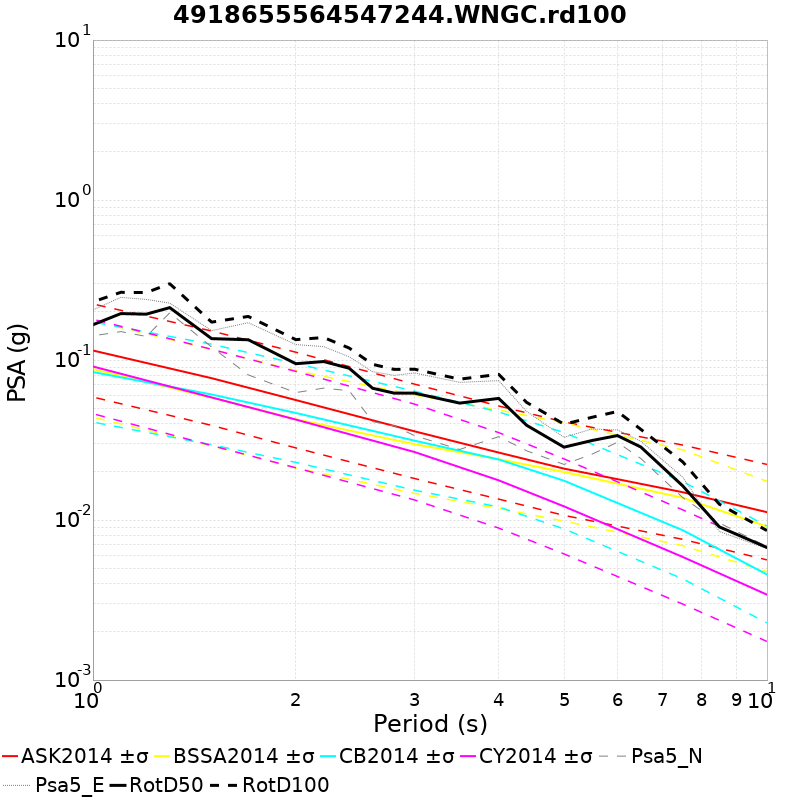 4918655564547244.WNGC.rd100
10^1
10^0
10^-1
10^-2
10^-3
PSA (g)
10^0 2 3 4 5 6 7 8 9 10^1
Period (s)
ASK2014 ±σ BSSA2014 ±σ CB2014 ±σ CY2014 ±σ Psa5_N
Psa5_E RotD50 RotD100